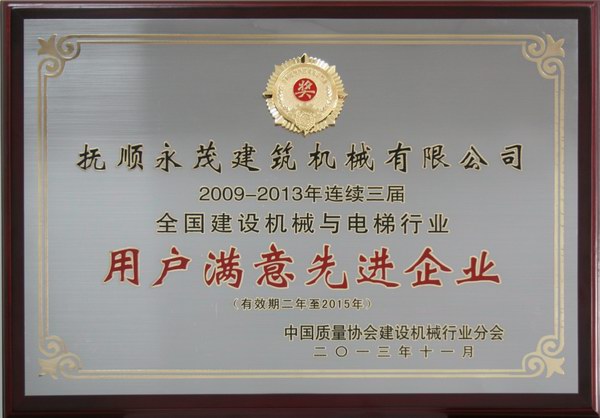 奖
抚顺永茂建筑机械有限公司
2009-2013年连续三届
全国建设机械与电梯行业
用户满意先进企业
(有效期二年至2015年)
中国质量协会建设机械行业分会
二〇一三年十一月